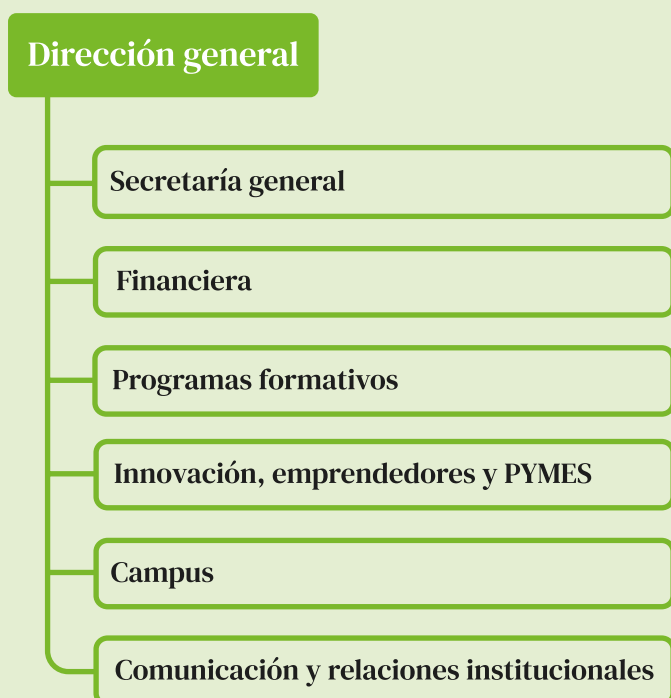 Dirección general
Secretaría general
Financiera
Programas formativos
Innovación, emprendedores y PYMES
Campus
Comunicación y relaciones institucionales